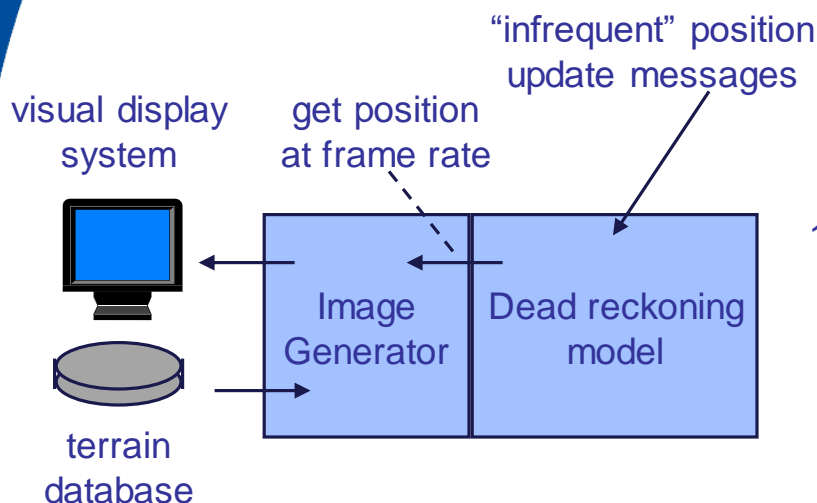 “infrequent” position
update messages
visual display
system
get position
at frame rate
Image
Generator
Dead reckoning
model
terrain
database